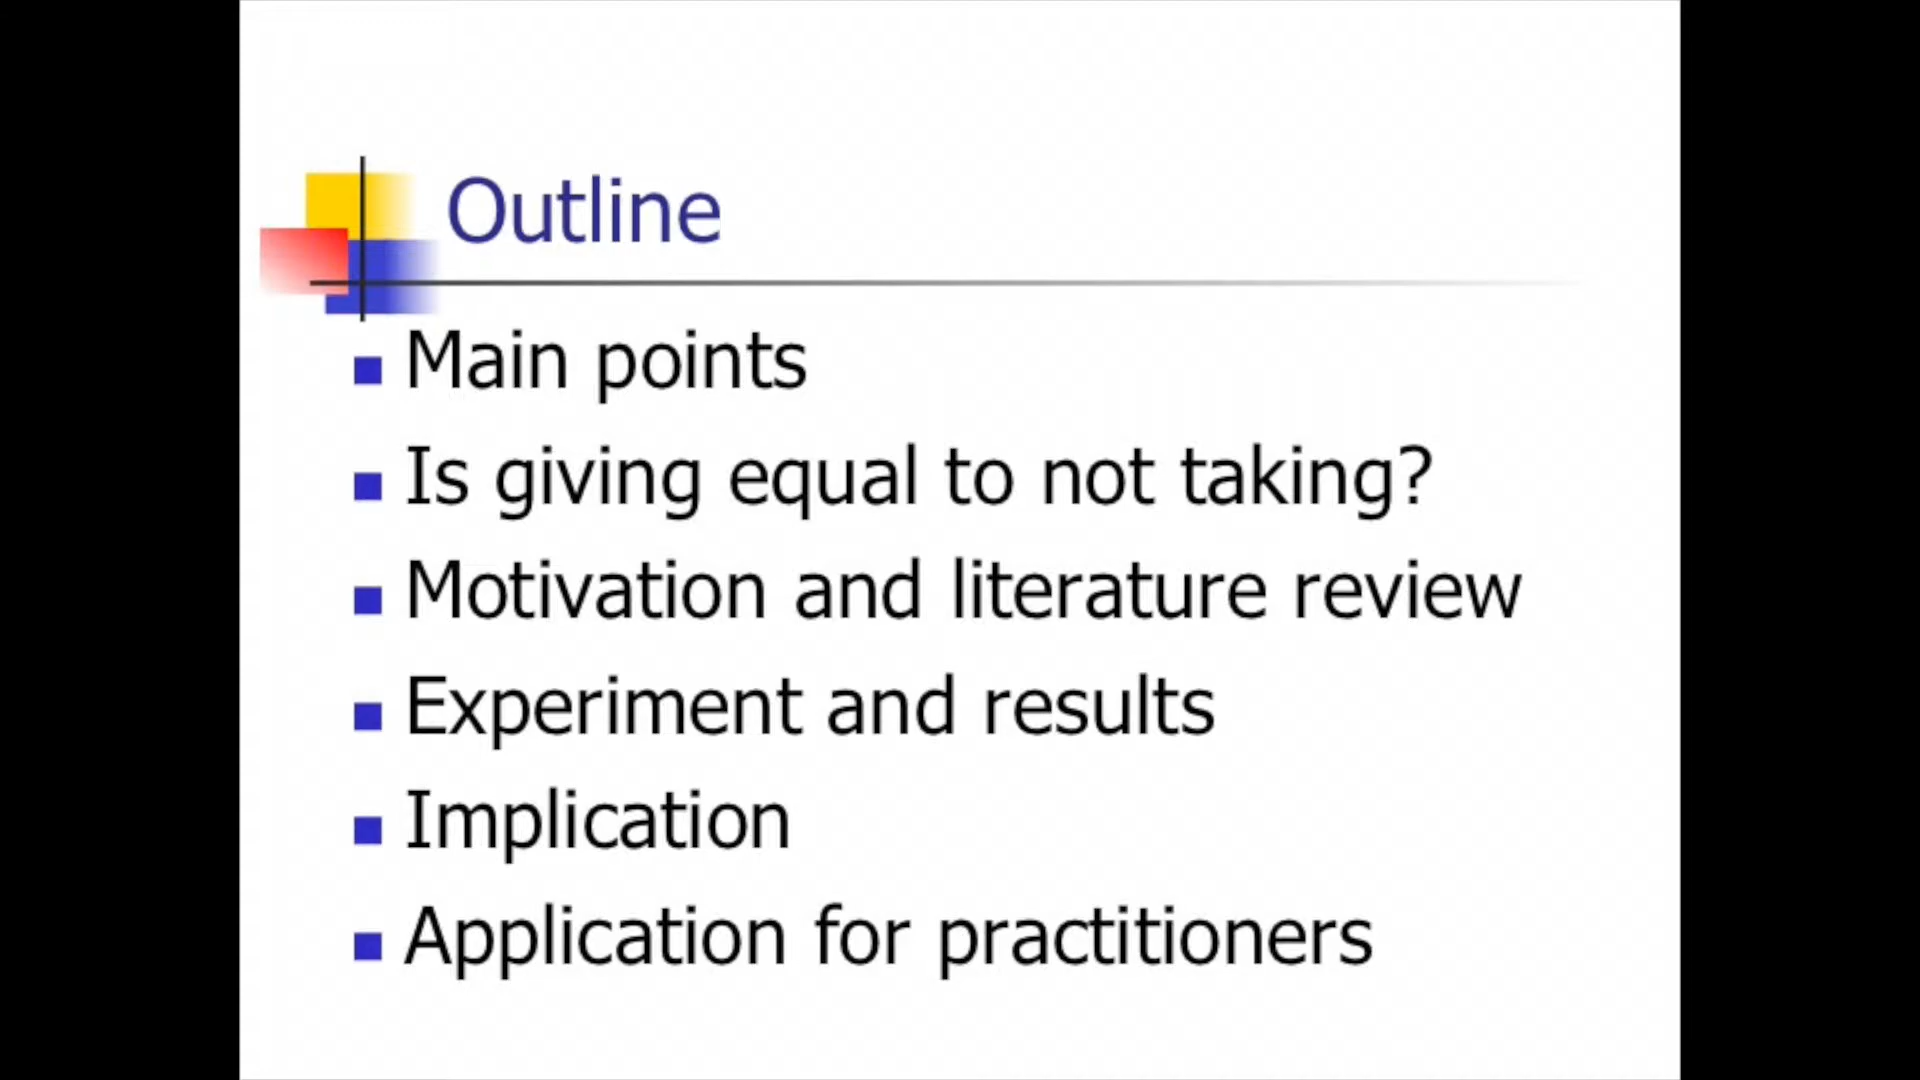 Outline
Main points
Is giving equal to not taking?
Motivation and literature review
Experiment and results
Implication
Application for practitioners